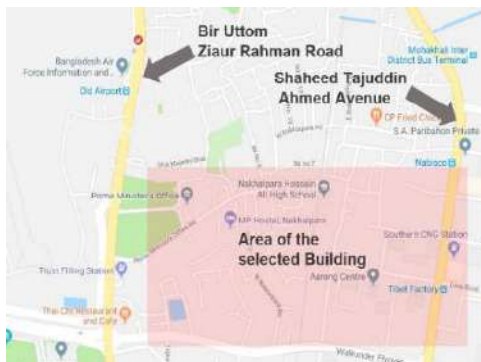 Bir Uttom
Ziaur Rahman Road
Bangladesh Air
Force Information and...
Old Airport
Mohakhali Inter
District Bus Terminal
Shaheed Tajuddin
Ahmed Avenue
CP Fried
S.A. Paribahon Private
Nabisco
Prime Minister's Office
Nakhalpara Hossain
Ali High School
MP Hostel, Nakhalpara
Area of the
selected Building
Southern CNG Station
Trust Filling Station
Aarong Centre
Tibet Factory
Thai Chi Restaurant
and Cafe